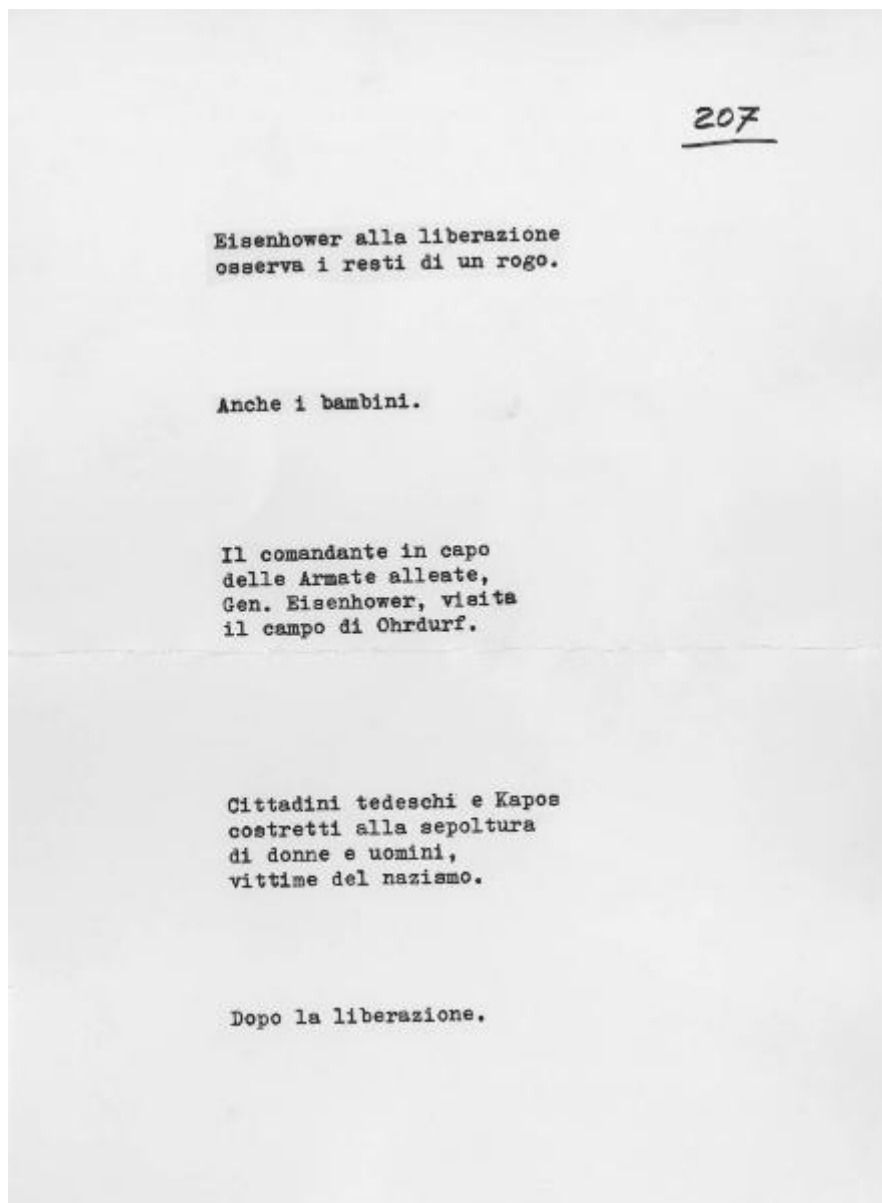 207
Eisenhower alla liberazione
osserva i resti di un rogo.
Anche i bambini.
Il comandante in capo
delle Armate alleate,
Gen. Eisenhower, visita
il campo di Ohrdurf.
Cittadini tedeschi e Kapos
costretti alla sepoltura
di donne e uomini,
vittime del nazismo.
Dopo la liberazione.